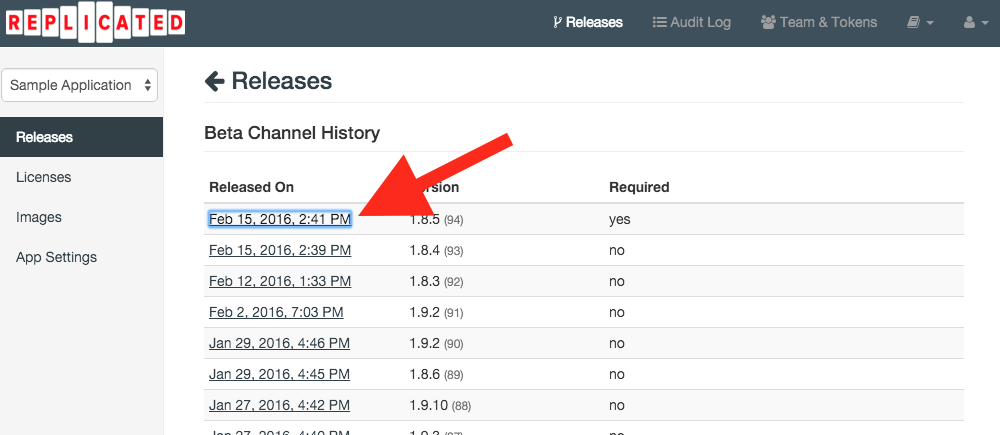 REPLICATED
Releases Audit Log Team & Tokens
Sample Application
Releases
Licenses
Images
App Settings
Releases
Beta Channel History
Released On Required
Feb 15, 2016, 2:41 PM 1.8.5 (94) yes
Feb 15, 2016, 2:39 PM 1.8.4 (93) no
Feb 12, 2016, 1:33 PM 1.8.3 (92) no
Feb 2, 2016, 7:03 PM 1.9.2 (91) no
Jan 29, 2016, 4:46 PM 1.9.2 (90) no
Jan 29, 2016, 4:45 PM 1.8.6 (89) no
Jan 27, 2016, 4:42 PM 1.9.10 (88) no